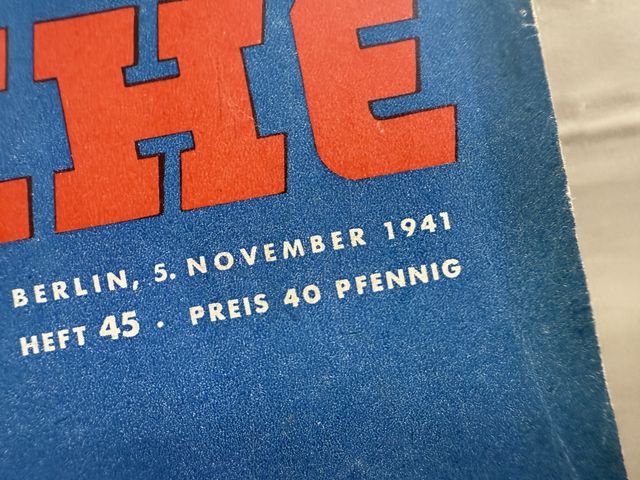 HE
BERLIN, 5. NOVEMBER 1941
HEFT 45 · PREIS 40 PFENNIG